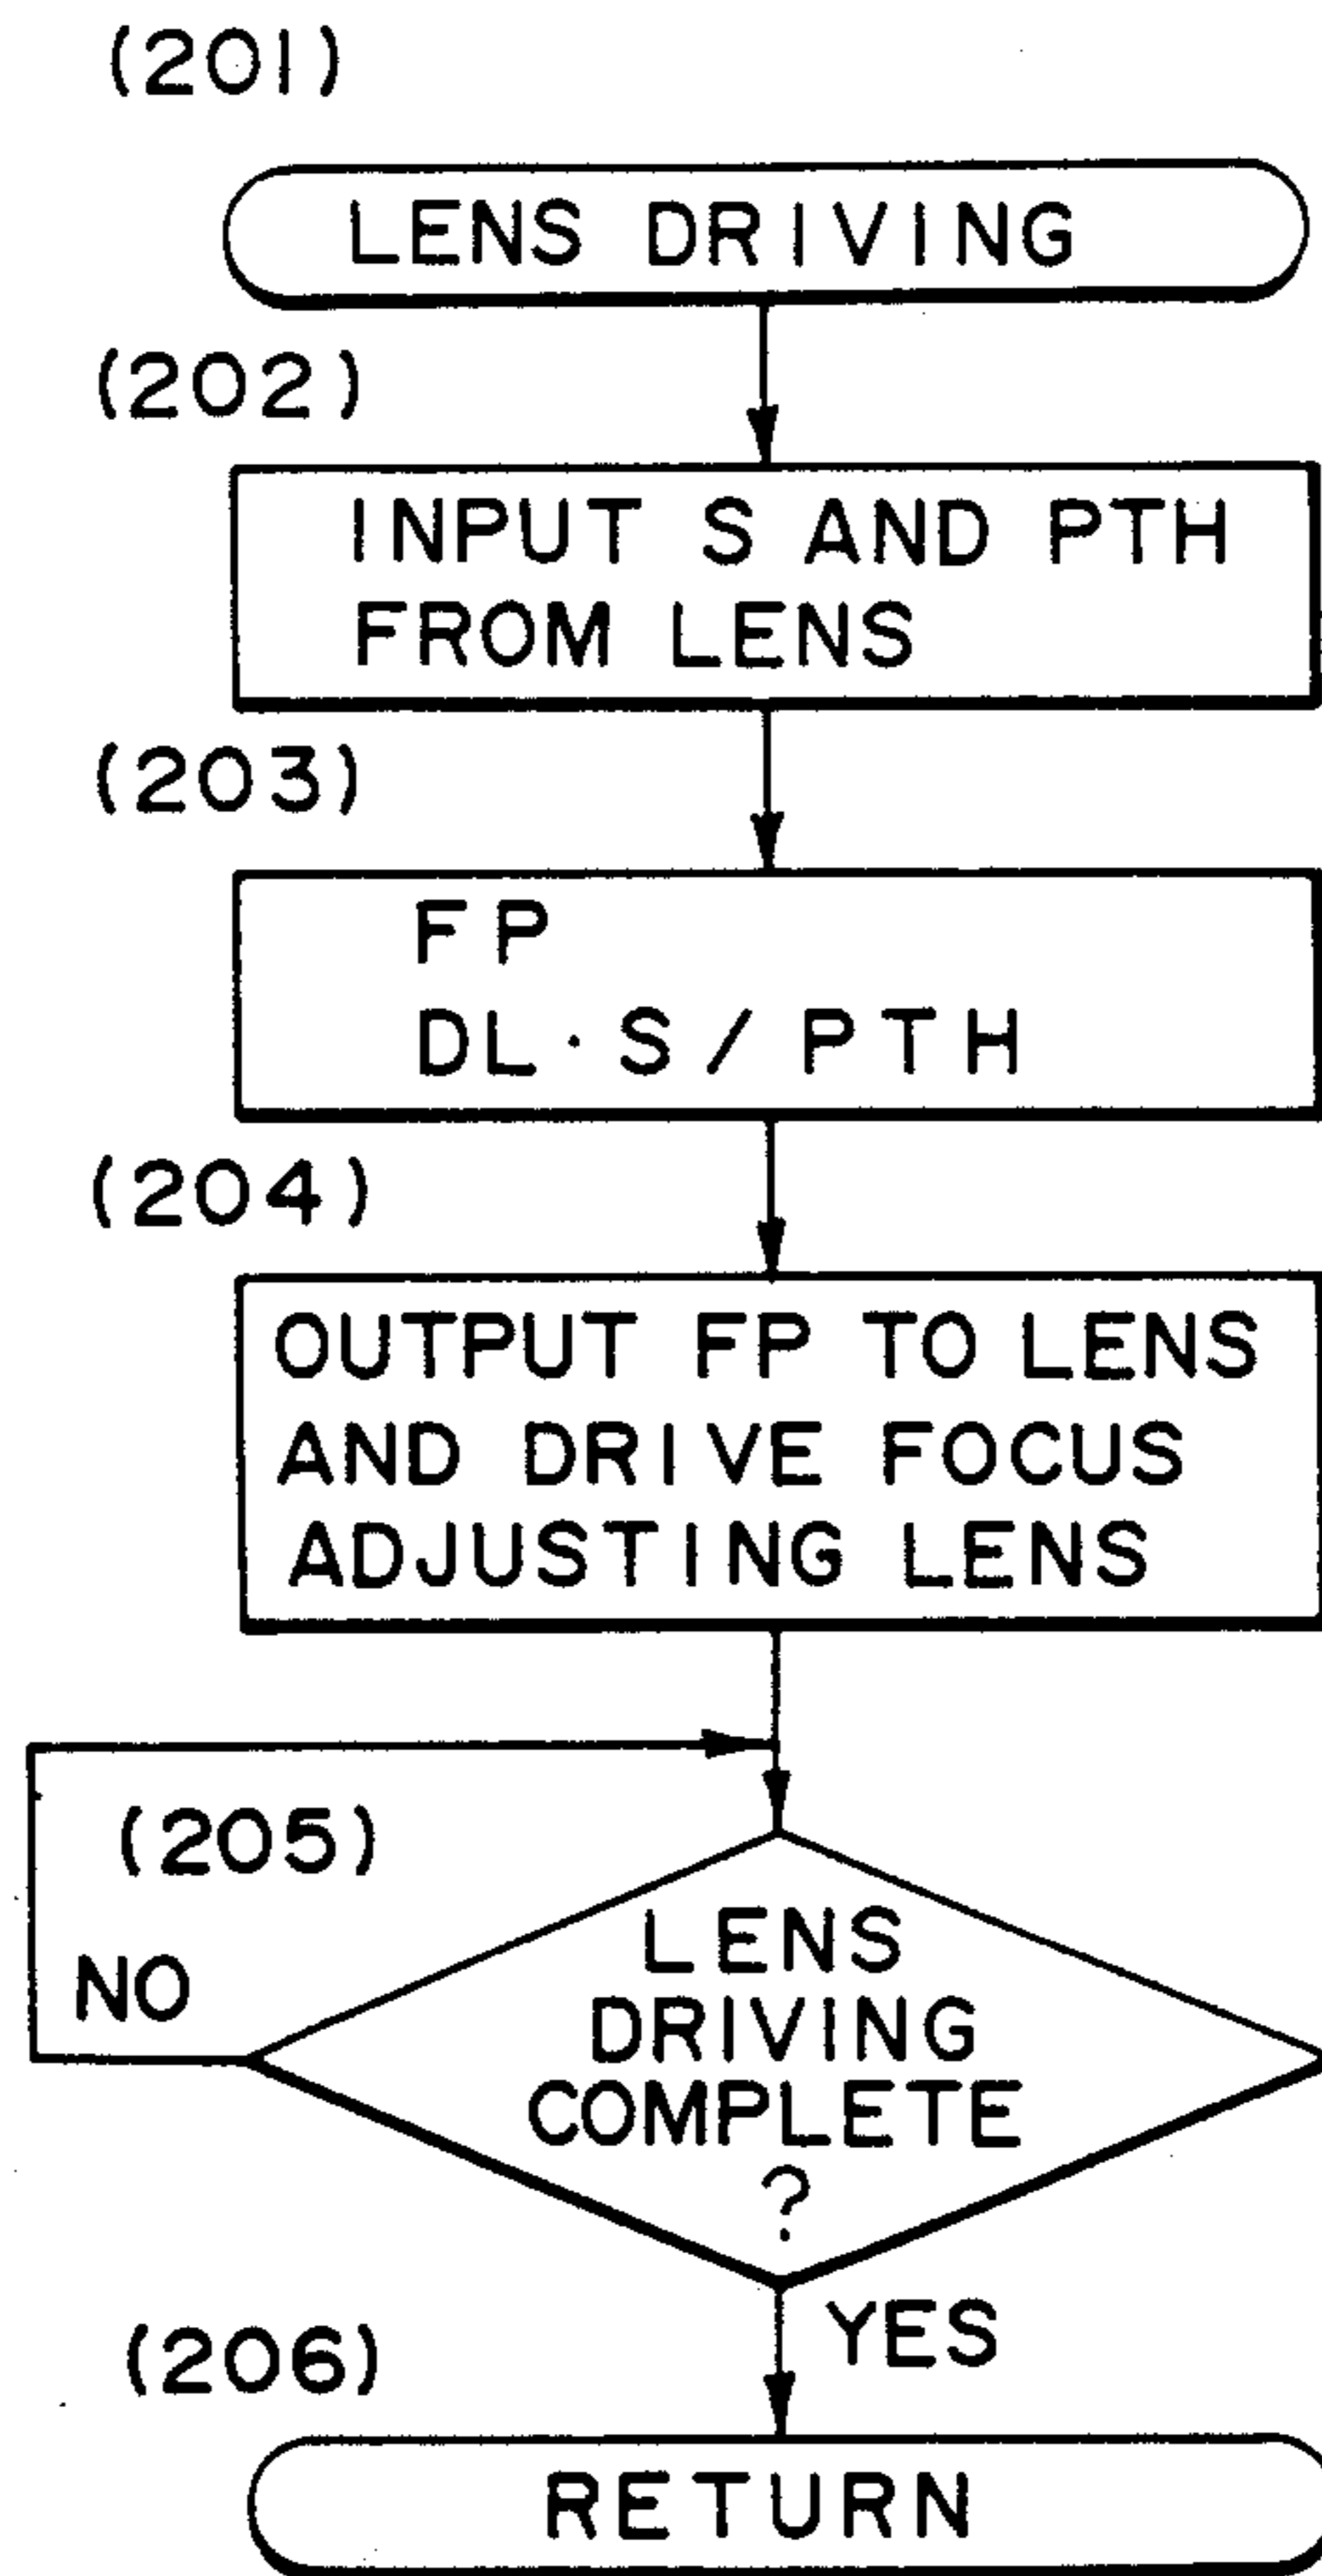 (201)
LENS DRIVING
(202)
INPUT S AND PTH
FROM LENS
(203)
FP
DL·S/PTH
(204)
OUTPUT FP TO LENS
AND DRIVE FOCUS
ADJUSTING LENS
(205)
NO
LENS
DRIVING
COMPLETE
?
YES
(206)
RETURN